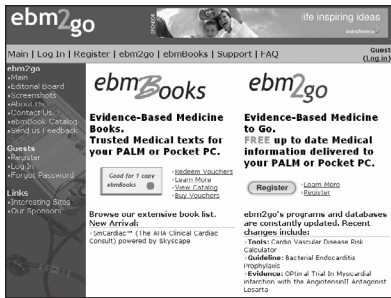 ebm2go
SPONSOR
life inspiring ideas
AstraZeneca
Main | Log In | Register | ebm2go | ebmBooks | Support | FAQ
Guest
(Log in)
ebm2go
•Main
•Editorial Board
•Screenshots
•About Us
•Contact Us
•ebmBook Catalog
•Send us Feedback
Guests
•Register
•Log In
•Forgot Password
Links
•Interesting Sites
•Our Sponsors
ebmBooks
Evidence-Based Medicine
Books.
Trusted Medical texts for
your PALM or Pocket PC.
Good for 1 copy
ebmBooks
•Redeem Vouchers
•Learn More
•View Catalog
•Buy Vouchers
Browse our extensive book list.
New Arrival:
•5mCardiac™ (The AHA Clinical Cardiac
Consult) powered by Skyscape
ebm2go
Evidence-Based Medicine
to Go.
FREE up to date Medical
information delivered to
your PALM or Pocket PC.
Register
•Learn More
•Register
ebm2go's programs and databases
are constantly updated. Recent
changes include:
•Tools: Cardio Vascular Disease Risk
Calculator
•Guideline: Bacterial Endocarditis
Prophylaxis
•Evidence: OPtimal Trial In Myocardial
infarction with the AngotensinII Antagonist
Losarta